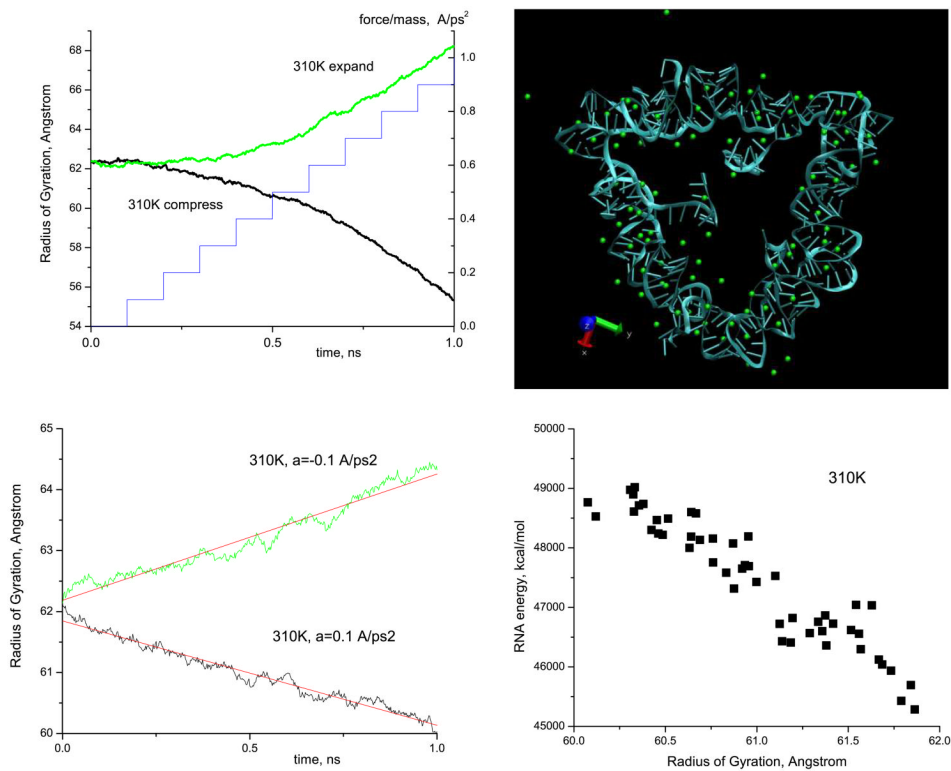 force/mass, A/ps²
68
66
64
62
60
58
56
54
Radius of Gyration, Angstrom
310K expand
310K compress
1.0
0.8
0.6
0.4
0.2
0.0
0.0
0.5
1.0
time, ns
z
y
x
65
64
63
62
61
60
Radius of Gyration, Angstrom
310K, a=-0.1 A/ps2
310K, a=0.1 A/ps2
0.0
0.5
1.0
time, ns
50000
49000
48000
47000
46000
45000
RNA energy, kcal/mol
310K
60.0
60.5
61.0
61.5
62.0
Radius of Gyration, Angstrom